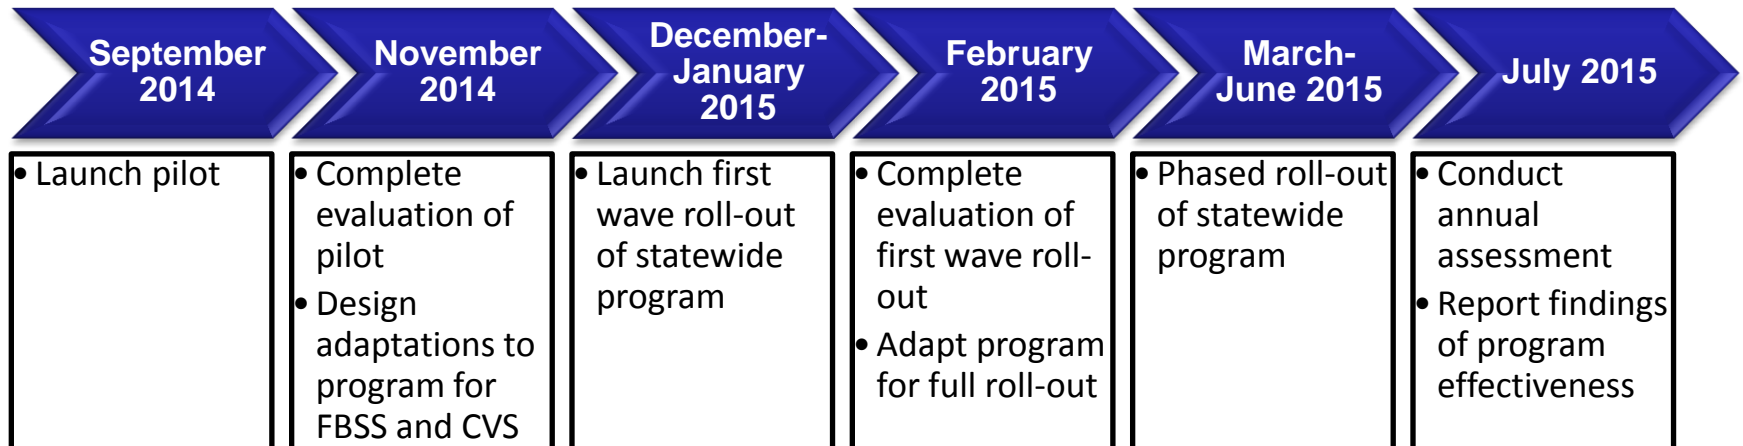 September
2014
November
2014
December-
January
2015
February
2015
March-
June 2015
July 2015
• Launch pilot
• Complete
evaluation of
pilot
• Design
adaptations to
program for
FBSS and CVS
• Launch first
wave roll-out
of statewide
program
• Complete
evaluation of
first wave roll-
out
• Adapt program
for full roll-out
• Phased roll-out
of statewide
program
• Conduct
annual
assessment
• Report findings
of program
effectiveness